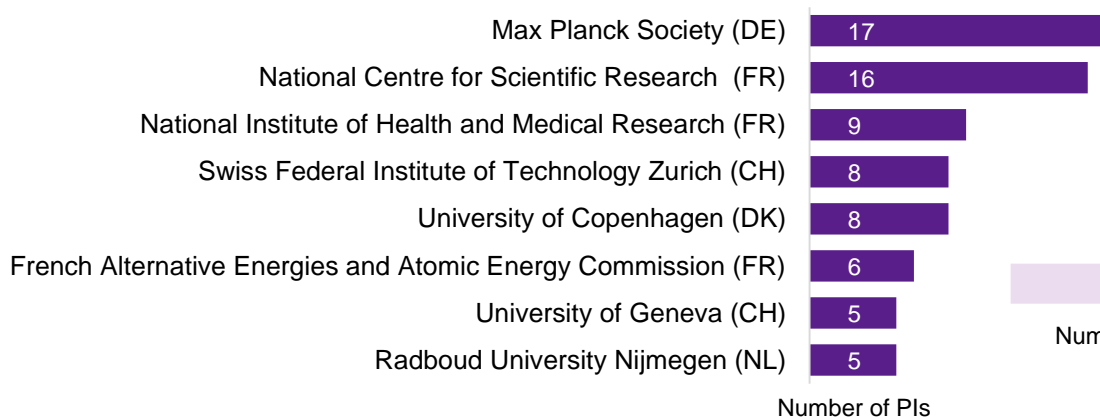 Max Planck Society (DE) 17
National Centre for Scientific Research (FR) 16
National Institute of Health and Medical Research (FR) 9
Swiss Federal Institute of Technology Zurich (CH) 8
University of Copenhagen (DK) 8
French Alternative Energies and Atomic Energy Commission (FR) 6
University of Geneva (CH) 5
Num
Radboud University Nijmegen (NL) 5
Number of PIs